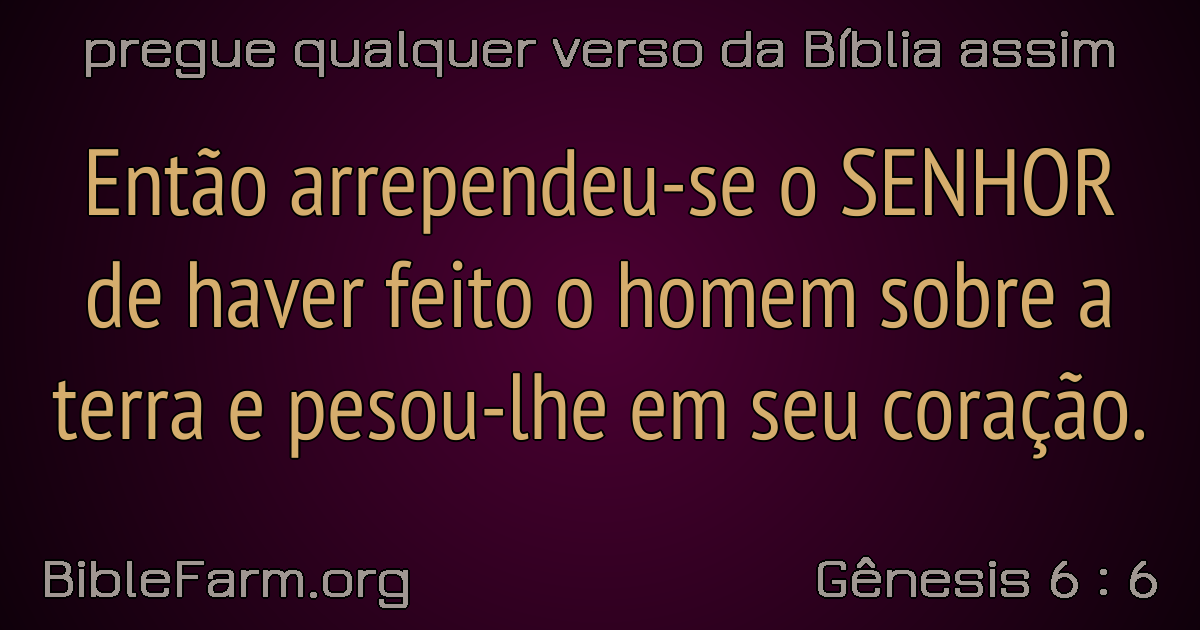 pregue qualquer verso da Bíblia assim
Então arrependeu-se o SENHOR
de haver feito o homem sobre a
terra e pesou-lhe em seu coração.
BibleFarm.org
Gênesis 6 : 6